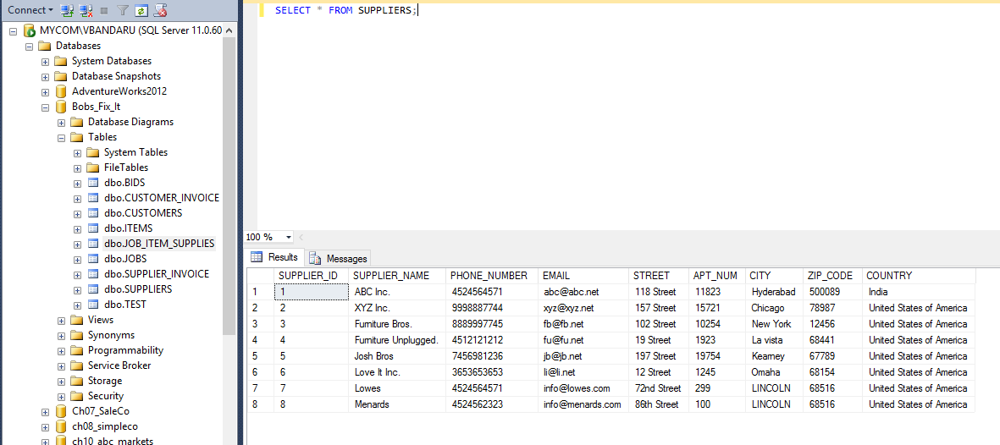 Connect
MYCOM\VBANDARU (SQL Server 11.0.60
Databases
System Databases
Database Snapshots
AdventureWorks2012
Bobs_Fix_It
Database Diagrams
Tables
System Tables
FileTables
dbo.BIDS
dbo.CUSTOMER_INVOICE
dbo.CUSTOMERS
dbo.ITEMS
dbo.JOB_ITEM_SUPPLIES
dbo.JOBS
dbo.SUPPLIER_INVOICE
dbo.SUPPLIERS
dbo.TEST
Views
Synonyms
Programmability
Service Broker
Storage
Security
Ch07_SaleCo
ch08_simpleco
ch10_abc_markets
SELECT * FROM SUPPLIERS;
100 %
Results Messages
SUPPLIER_ID SUPPLIER_NAME PHONE_NUMBER EMAIL STREET APT_NUM CITY ZIP_CODE COUNTRY
1 1 ABC Inc. 4524564571 abc@abc.net 118 Street 11823 Hyderabad 500089 India
2 2 XYZ Inc. 9998887744 xyz@xyz.net 157 Street 15721 Chicago 78987 United States of America
3 3 Furniture Bros. 8889997745 fb@fb.net 102 Street 10254 New York 12456 United States of America
4 4 Furniture Unplugged. 4512121212 fu@fu.net 19 Street 1923 La vista 68441 United States of America
5 5 Josh Bros 7456981236 jb@jb.net 197 Street 19754 Kearney 67789 United States of America
6 6 Love It Inc. 3653653653 li@li.net 12 Street 1245 Omaha 68154 United States of America
7 7 Lowes 4524564571 info@lowes.com 72nd Street 299 LINCOLN 68516 United States of America
8 8 Menards 4524562323 info@menards.com 86th Street 100 LINCOLN 68516 United States of America